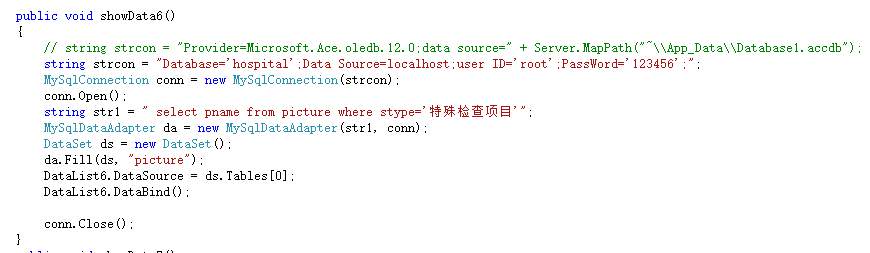 public void showData6()
{
// string strcon = "Provider=Microsoft.Ace.oledb.12.0;data source=" + Server.MapPath("~\\App_Data\\Database1.accdb");
string strcon = "Database='hospital';Data Source=localhost;user ID='root';PassWord='123456';";
MySqlConnection conn = new MySqlConnection(strcon);
conn.Open();
string str1 = " select pname from picture where stype='特殊检查项目'";
MySqlDataAdapter da = new MySqlDataAdapter(str1, conn);
DataSet ds = new DataSet();
da.Fill(ds, "picture");
DataList6.DataSource = ds.Tables[0];
DataList6.DataBind();
conn.Close();
}